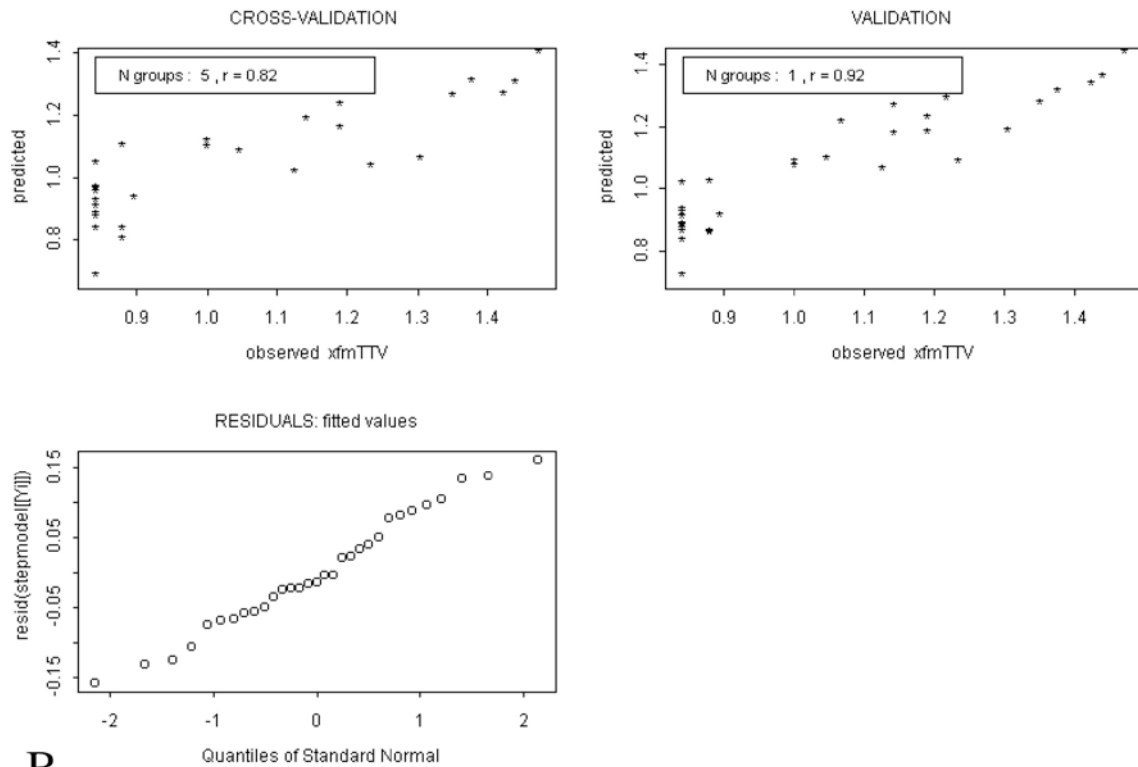 CROSS-VALIDATION
N groups : 5 , r = 0.82
predicted
1.4
1.2
1.0
0.8
0.9 1.0 1.1 1.2 1.3 1.4
observed xfmTTV
VALIDATION
N groups : 1 , r = 0.92
predicted
1.4
1.2
1.0
0.8
0.9 1.0 1.1 1.2 1.3 1.4
observed xfmTTV
RESIDUALS: fitted values
resid(stepmodel[[Yi]])
0.15
0.05
-0.05
-0.15
-2 -1 0 1 2
Quantiles of Standard Normal